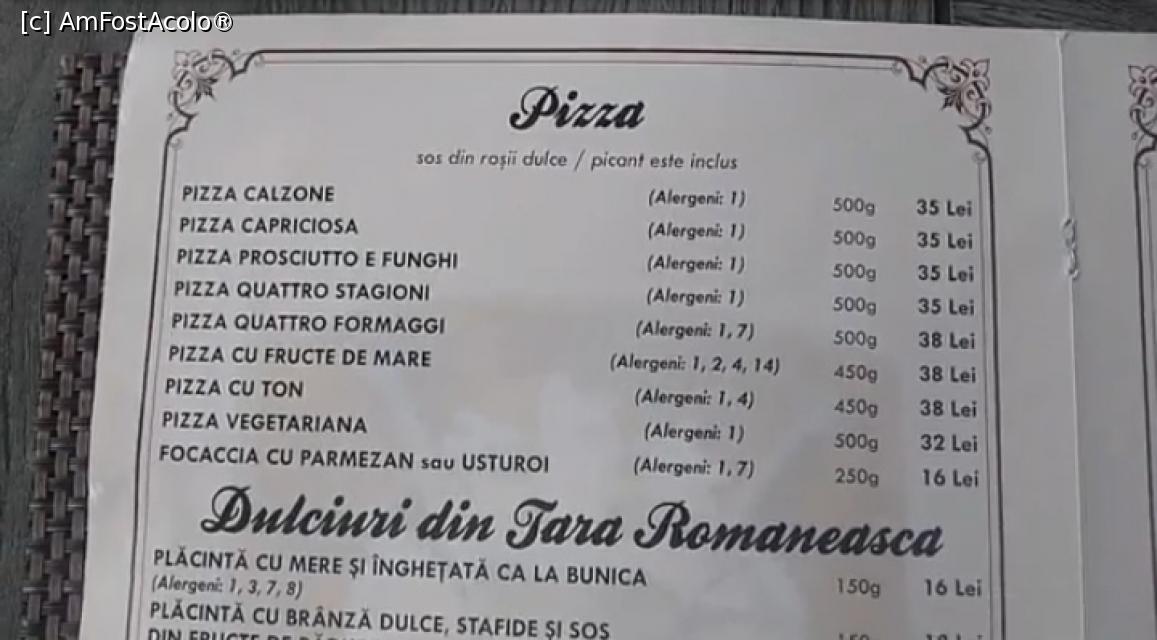 [c] AmFostAcolo®
Pizza
sos din roșii dulce / picant este inclus
PIZZA CALZONE (Alergeni: 1) 500g 35 Lei
PIZZA CAPRICIOSA (Alergeni: 1) 500g 35 Lei
PIZZA PROSCIUTTO E FUNGHI (Alergeni: 1) 500g 35 Lei
PIZZA QUATTRO STAGIONI (Alergeni: 1) 500g 35 Lei
PIZZA QUATTRO FORMAGGI (Alergeni: 1, 7) 500g 38 Lei
PIZZA CU FRUCTE DE MARE (Alergeni: 1, 2, 4, 14) 450g 38 Lei
PIZZA CU TON (Alergeni: 1, 4) 450g 38 Lei
PIZZA VEGETARIANA (Alergeni: 1) 500g 32 Lei
FOCACCIA CU PARMEZAN sau USTUROI (Alergeni: 1, 7) 250g 16 Lei
Dulciuri din Tara Romaneasca
PLĂCINTĂ CU MERE ȘI ÎNGHEȚATĂ CA LA BUNICA 150g 16 Lei
(Alergeni: 1, 3, 7, 8)
PLĂCINTĂ CU BRÂNZĂ DULCE, STAFIDE ȘI SOS
DIN FRUCTE DE